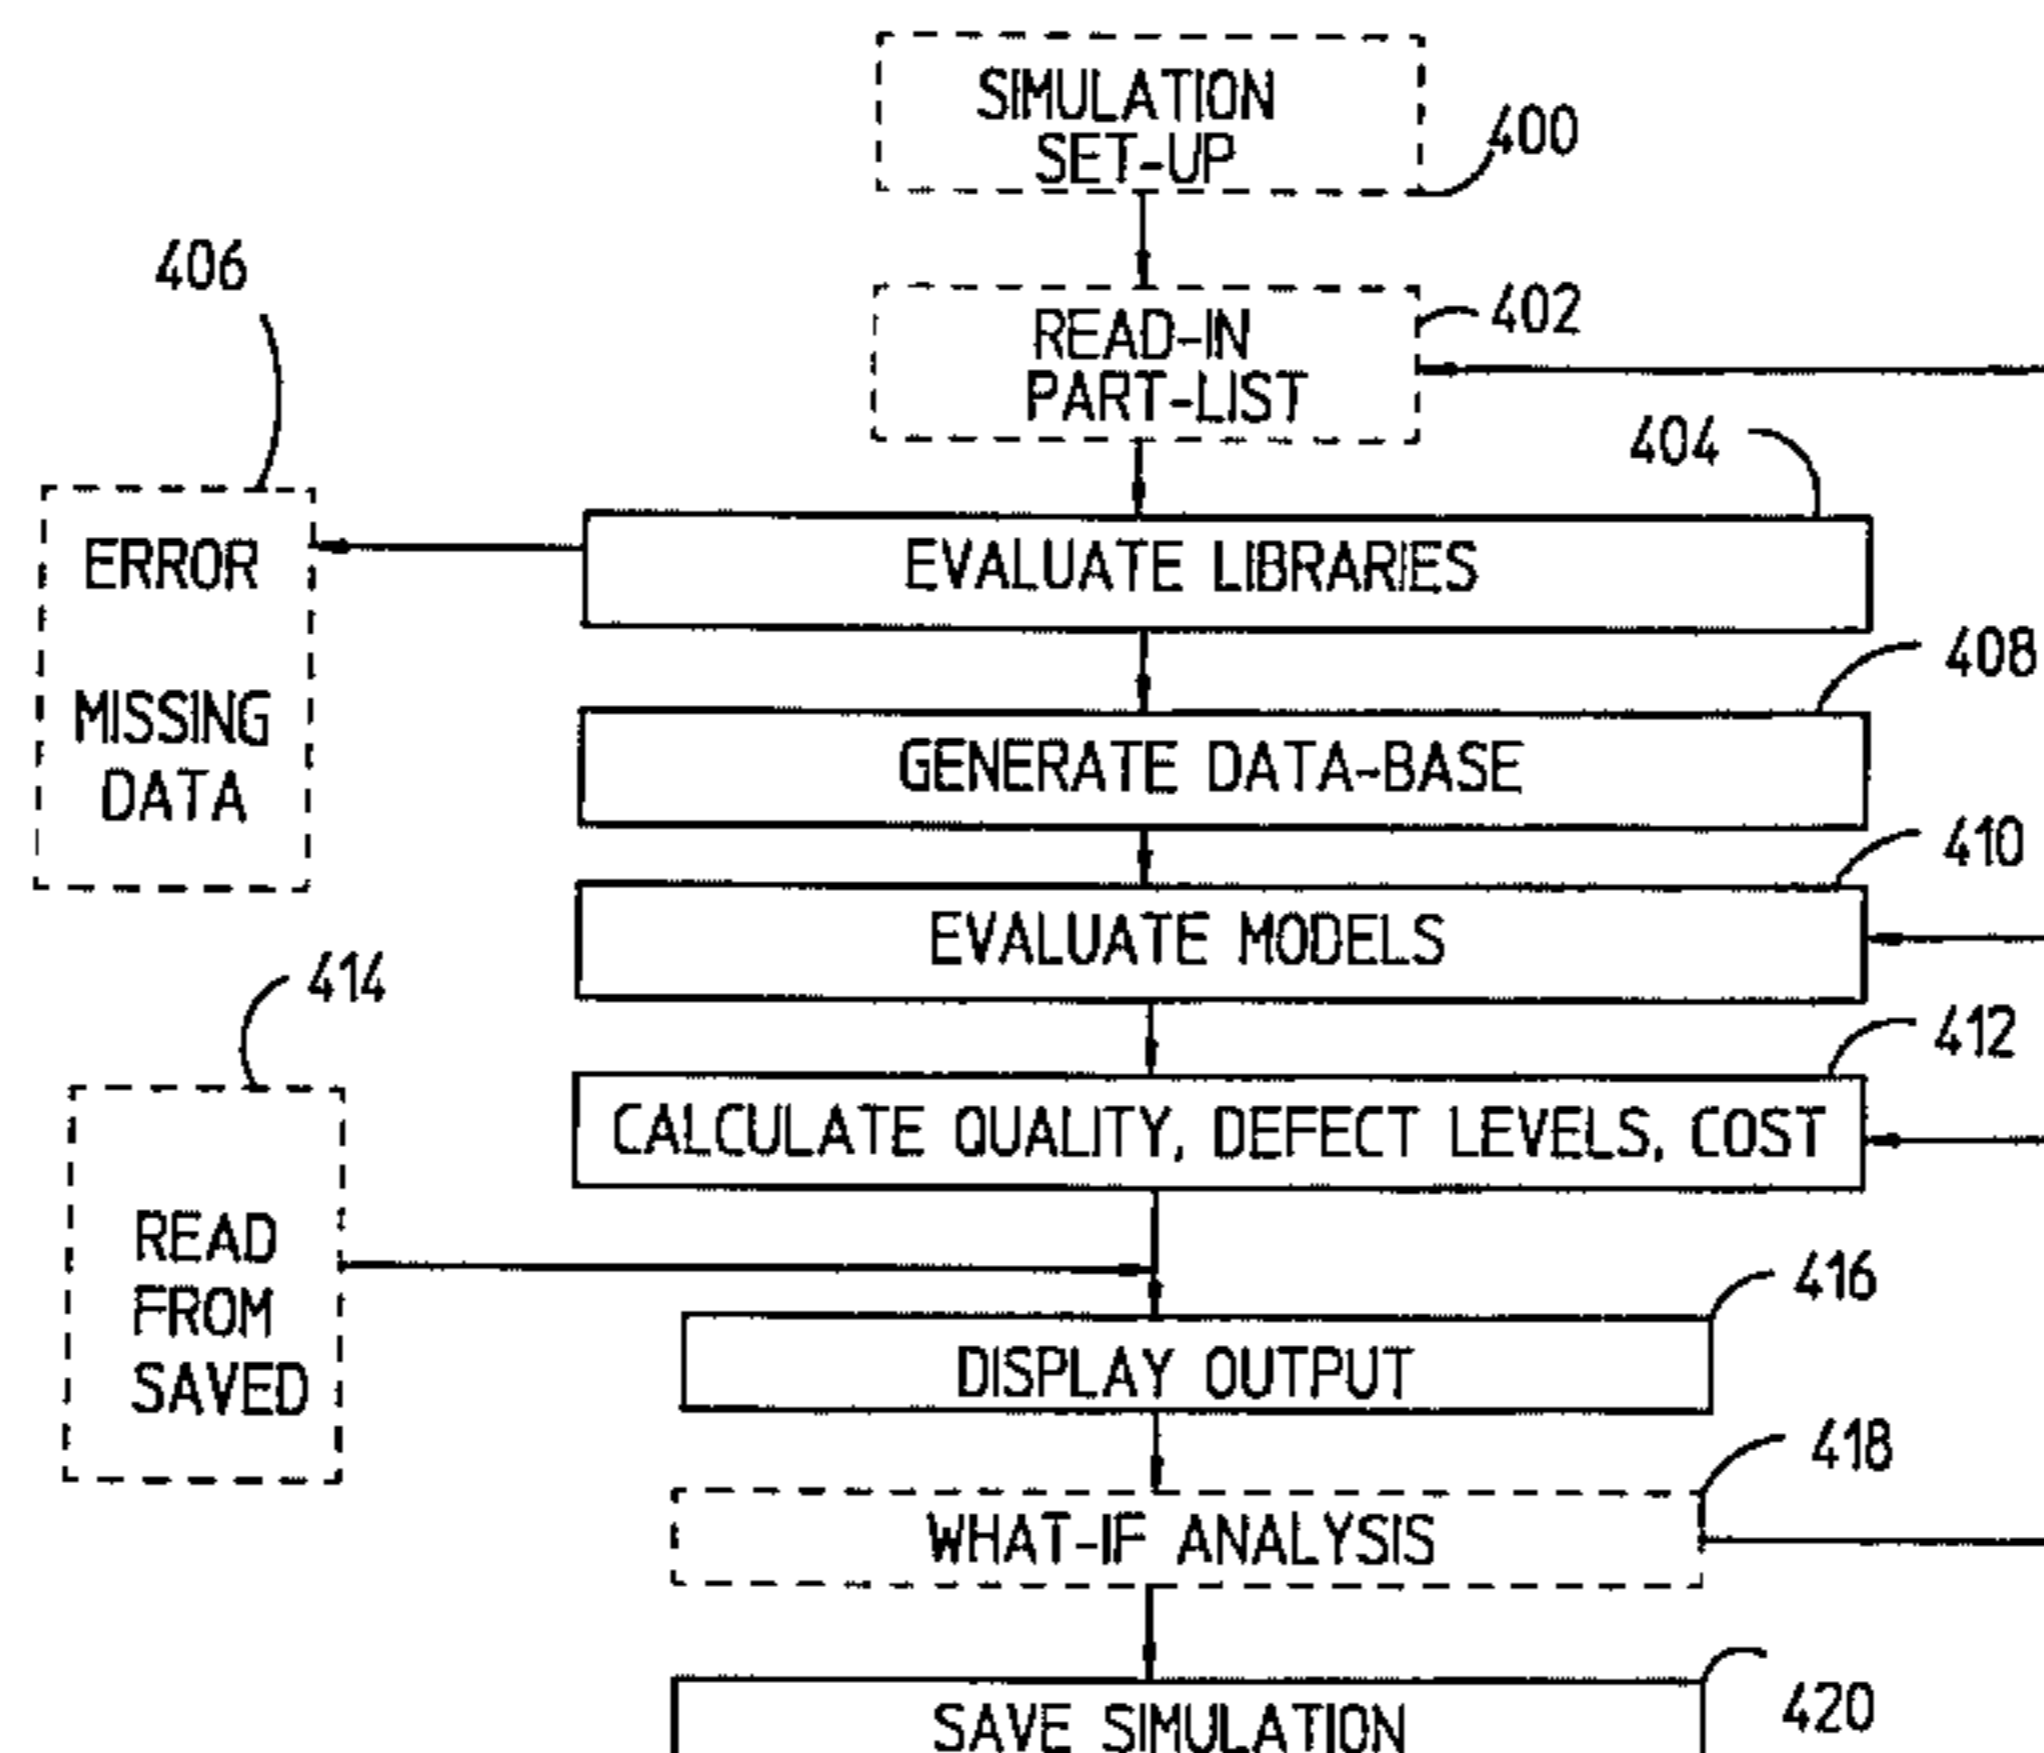 SIMULATION
SET-UP
400
406
READ-IN
PART-LIST
402
404
ERROR
MISSING
DATA
EVALUATE LIBRARIES
408
GENERATE DATA-BASE
410
EVALUATE MODELS
414
412
CALCULATE QUALITY, DEFECT LEVELS, COST
READ
FROM
SAVED
416
DISPLAY OUTPUT
418
WHAT-IF ANALYSIS
420
SAVE SIMULATION